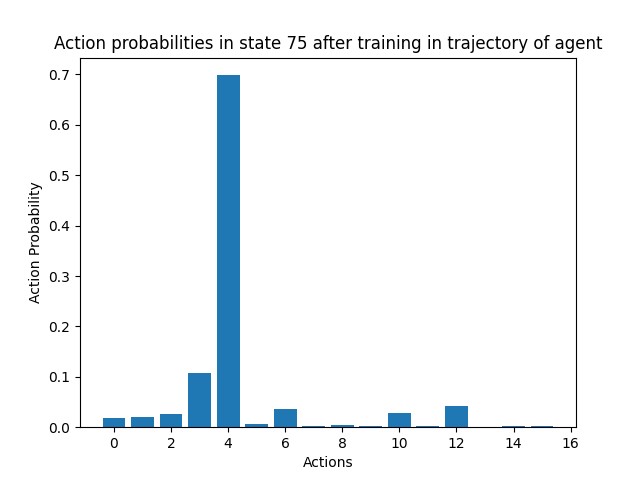 Action probabilities in state 75 after training in trajectory of agent
0.7
0.6
0.5
0.4
0.3
0.2
0.1
0.0
Action Probability
0 2 4 6 8 10 12 14 16
Actions